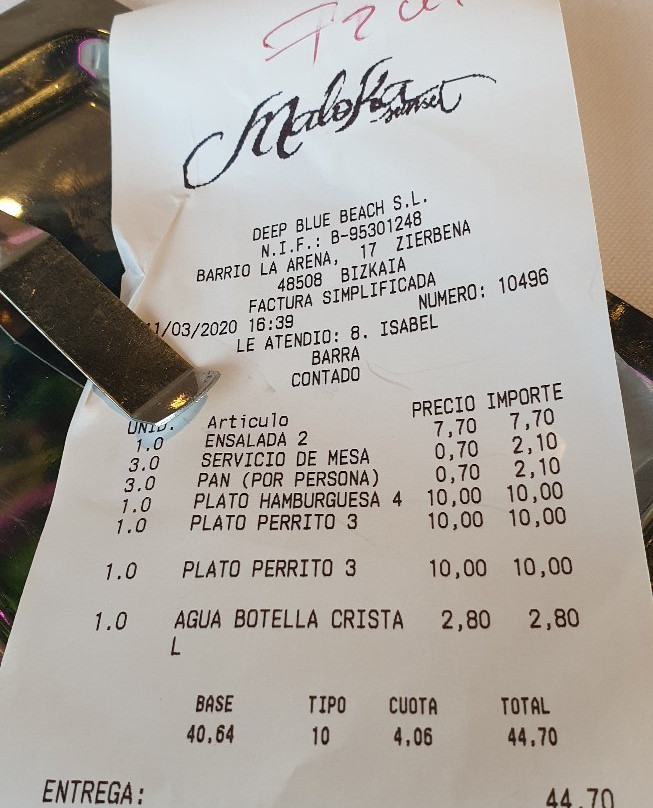 Maloka
sunset
DEEP BLUE BEACH S.L.
N.I.F.: B-95301248
BARRIO LA ARENA, 17 ZIERBENA
48508 BIZKAIA
FACTURA SIMPLIFICADA
1/03/2020 16:39 NUMERO: 10496
LE ATENDIO: 8. ISABEL
BARRA
CONTADO
UNID. Articulo PRECIO IMPORTE
1.0 ENSALADA 2 7,70 7,70
3.0 SERVICIO DE MESA 0,70 2,10
3.0 PAN (POR PERSONA) 0,70 2,10
1.0 PLATO HAMBURGUESA 4 10,00 10,00
1.0 PLATO PERRITO 3 10,00 10,00
1.0 PLATO PERRITO 3 10,00 10,00
1.0 AGUA BOTELLA CRISTA 2,80 2,80
L
BASE TIPO CUOTA TOTAL
40,64 10 4,06 44,70
ENTREGA: 44,70